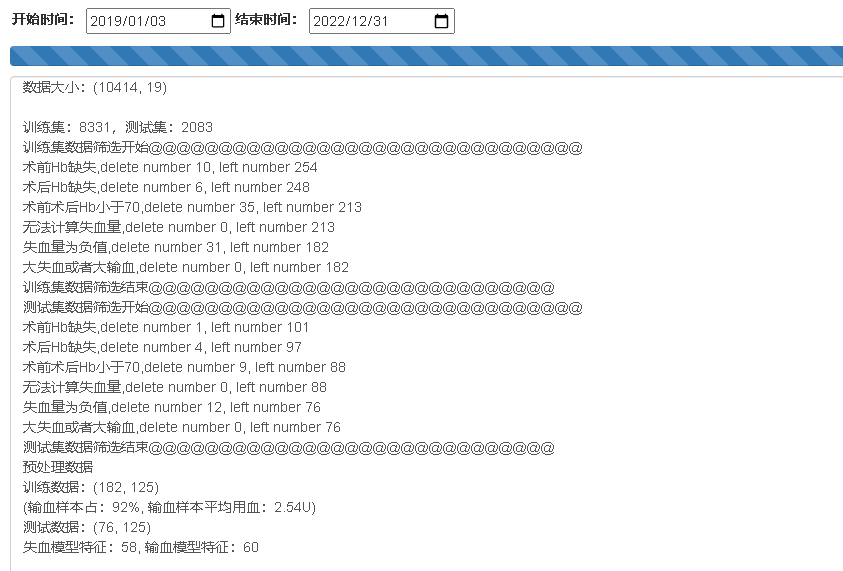 开始时间： 2019/01/03 结束时间： 2022/12/31
数据大小：(10414, 19)
训练集：8331，测试集：2083
训练集数据筛选开始@@@@@@@@@@@@@@@@@@@@@@@@@@@@@@@
术前Hb缺失,delete number 10, left number 254
术后Hb缺失,delete number 6, left number 248
术前术后Hb小于70,delete number 35, left number 213
无法计算失血量,delete number 0, left number 213
失血量为负值,delete number 31, left number 182
大失血或者大输血,delete number 0, left number 182
训练集数据筛选结束@@@@@@@@@@@@@@@@@@@@@@@@@@@@@
测试集数据筛选开始@@@@@@@@@@@@@@@@@@@@@@@@@@@@@@@
术前Hb缺失,delete number 1, left number 101
术后Hb缺失,delete number 4, left number 97
术前术后Hb小于70,delete number 9, left number 88
无法计算失血量,delete number 0, left number 88
失血量为负值,delete number 12, left number 76
大失血或者大输血,delete number 0, left number 76
测试集数据筛选结束@@@@@@@@@@@@@@@@@@@@@@@@@@@@@
预处理数据
训练数据：(182, 125)
(输血样本占：92%, 输血样本平均用血：2.54U)
测试数据：(76, 125)
失血模型特征：58, 输血模型特征：60